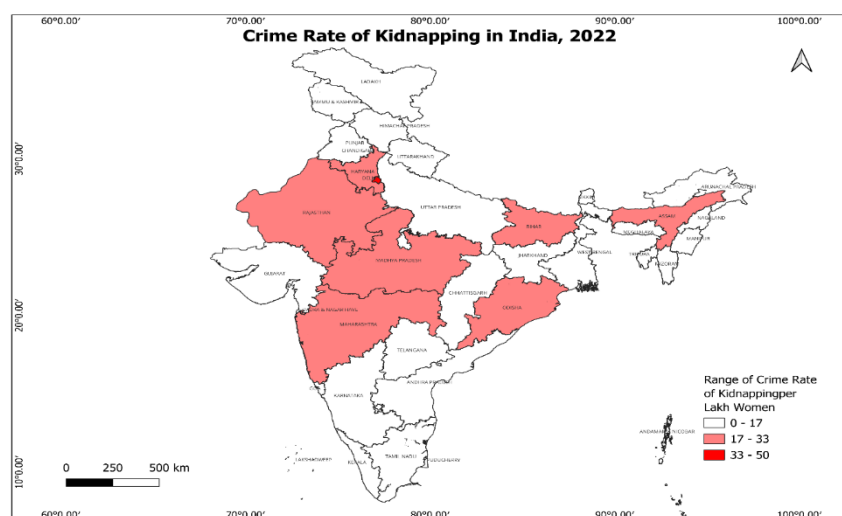 60°0.00' 70°0.00' 80°0.00' 90°0.00' 100°0.00'
Crime Rate of Kidnapping in India, 2022
LADAKH
JAMMU & KASHMIR
HIMACHAL PRADESH
PUNJAB
CHANDIGARH
UTTARAKHAND
30°0.00'
HARYANA
DELHI
ARUNACHAL PRADESH
SIKKIM
UTTAR PRADESH
RAJASTHAN
ASSAM
NAGALAND
BIHAR
MEGHALAYA
MANIPUR
JHARKHAND
WEST BENGAL
TRIPURA
MIZORAM
MADHYA PRADESH
GUJARAT
CHHATTISGARH
20°0.00'
ODISHA
MAHARASHTRA
TELANGANA
GOA
ANDHRA PRADESH
KARNATAKA
Range of Crime Rate
of Kidnappingper
Lakh Women
0 - 17
17 - 33
33 - 50
ANDAMAN & NICOBAR
LAKSHADWEEP
KERALA
TAMIL NADU
PUDUCHERRY
0 250 500 km
10°0.00'
60°0.00' 70°0.00' 80°0.00' 90°0.00' 100°0.00'